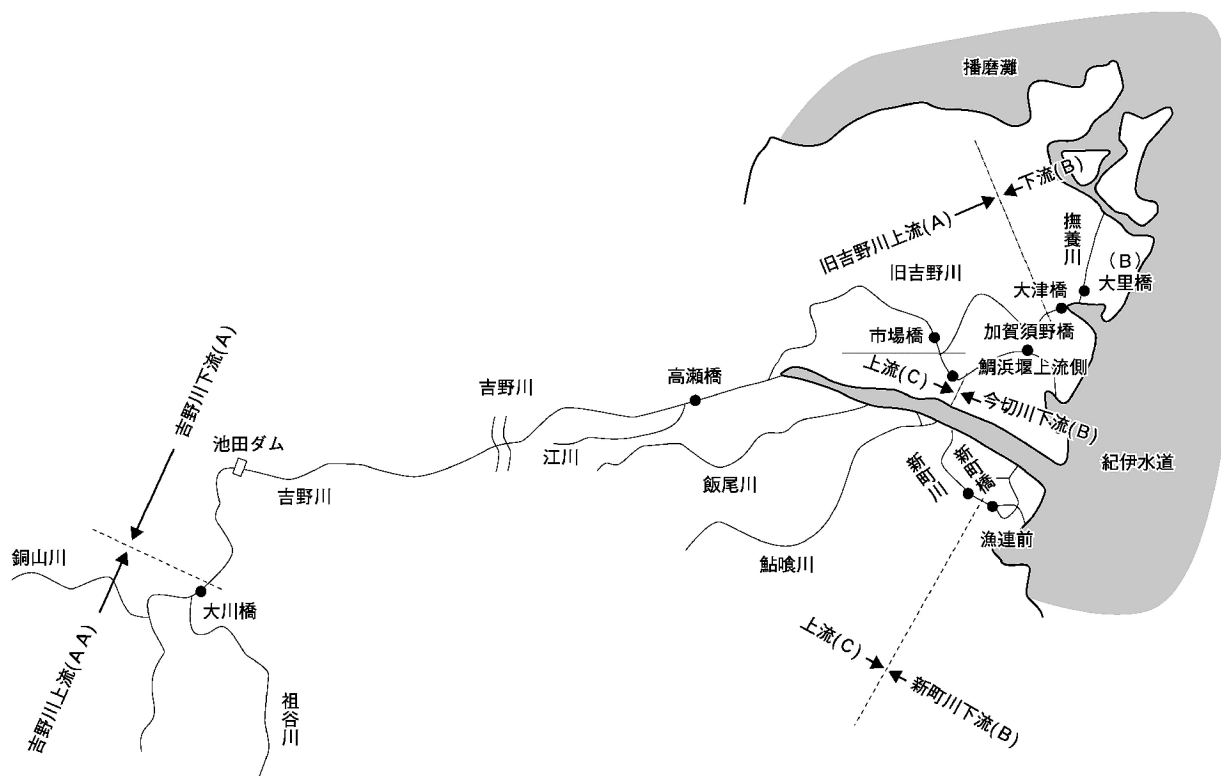 播磨灘
下流(B)
旧吉野川上流(A)
撫養川
(B)
大里橋
旧吉野川
大津橋
市場橋
加賀須野橋
鯛浜堰上流側
上流(C)
今切川下流(B)
吉野川下流(A)
高瀬橋
吉野川
池田ダム
吉野川
江川
飯尾川
新町川
新町橋
紀伊水道
漁連前
鮎喰川
銅山川
大川橋
吉野川上流(AA)
祖谷川
上流(C)
新町川下流(B)